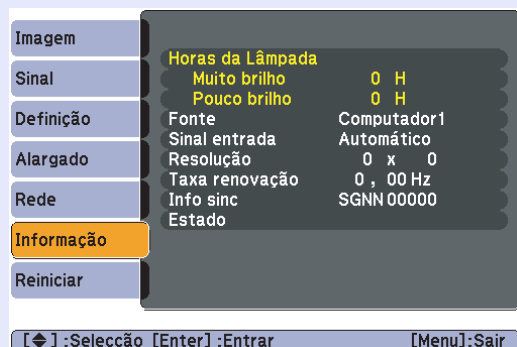 Imagem
Sinal
Definição
Alargado
Rede
Informação
Reiniciar
Horas da Lâmpada
Muito brilho 0 H
Pouco brilho 0 H
Fonte Computador1
Sinal entrada Automático
Resolução 0 x 0
Taxa renovação 0 , 00 Hz
Info sinc SGNN 00000
Estado
[◆] :Selecção [Enter] :Entrar [Menu]:Sair